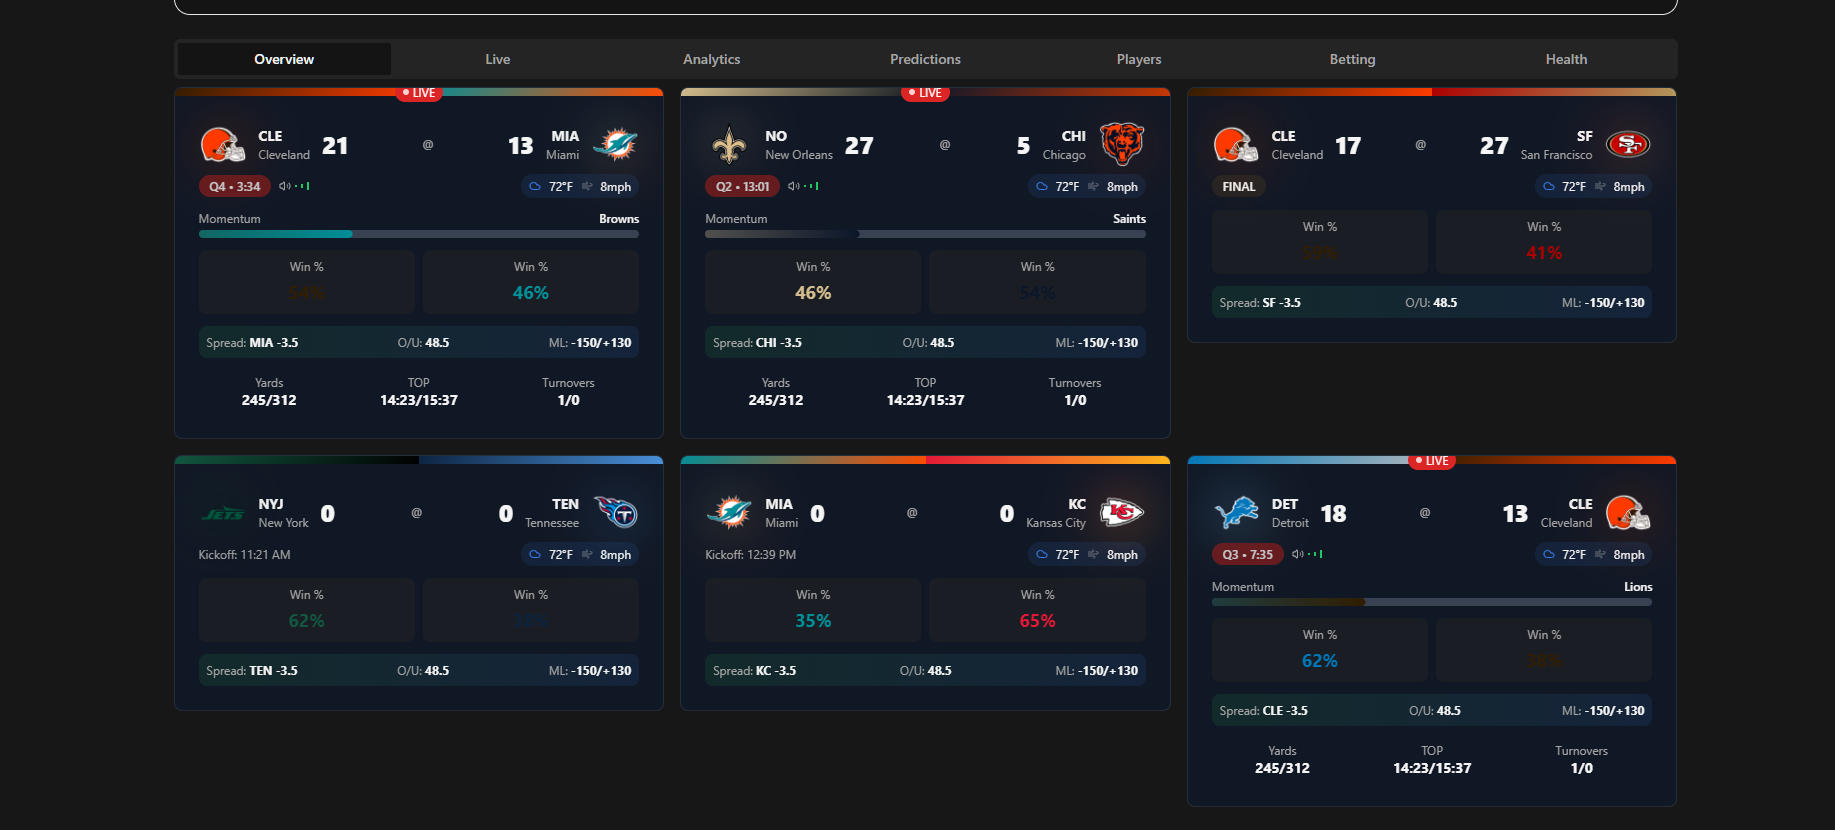 Overview Live Analytics Predictions Players Betting Health
LIVE
CLE 21 @ 13 MIA
Cleveland Miami
Q4 • 3:34 72°F 8mph
Momentum Browns
Win % Win %
54% 46%
Spread: MIA -3.5 O/U: 48.5 ML: -150/+130
Yards TOP Turnovers
245/312 14:23/15:37 1/0
LIVE
NO 27 @ 5 CHI
New Orleans Chicago
Q2 • 13:01 72°F 8mph
Momentum Saints
Win % Win %
46% 54%
Spread: CHI -3.5 O/U: 48.5 ML: -150/+130
Yards TOP Turnovers
245/312 14:23/15:37 1/0
CLE 17 @ 27 SF
Cleveland San Francisco
SF
FINAL 72°F 8mph
Win % Win %
41%
Spread: SF -3.5 O/U: 48.5 ML: -150/+130
JETS NYJ 0 @ 0 TEN
New York Tennessee
T
Kickoff: 11:21 AM 72°F 8mph
Win % Win %
62%
Spread: TEN -3.5 O/U: 48.5 ML: -150/+130
MIA 0 @ 0 KC
Miami Kansas City
KC
Kickoff: 12:39 PM 72°F 8mph
Win % Win %
35% 65%
Spread: KC -3.5 O/U: 48.5 ML: -150/+130
LIVE
DET 18 @ 13 CLE
Detroit Cleveland
Q3 • 7:35 72°F 8mph
Momentum Lions
Win % Win %
62%
Spread: CLE -3.5 O/U: 48.5 ML: -150/+130
Yards TOP Turnovers
245/312 14:23/15:37 1/0